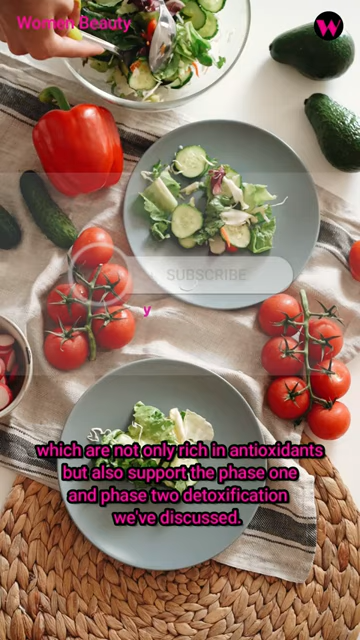 Women Beauty
W
SUBSCRIBE
y
which are not only rich in antioxidants
but also support the phase one
and phase two detoxification
we've discussed.